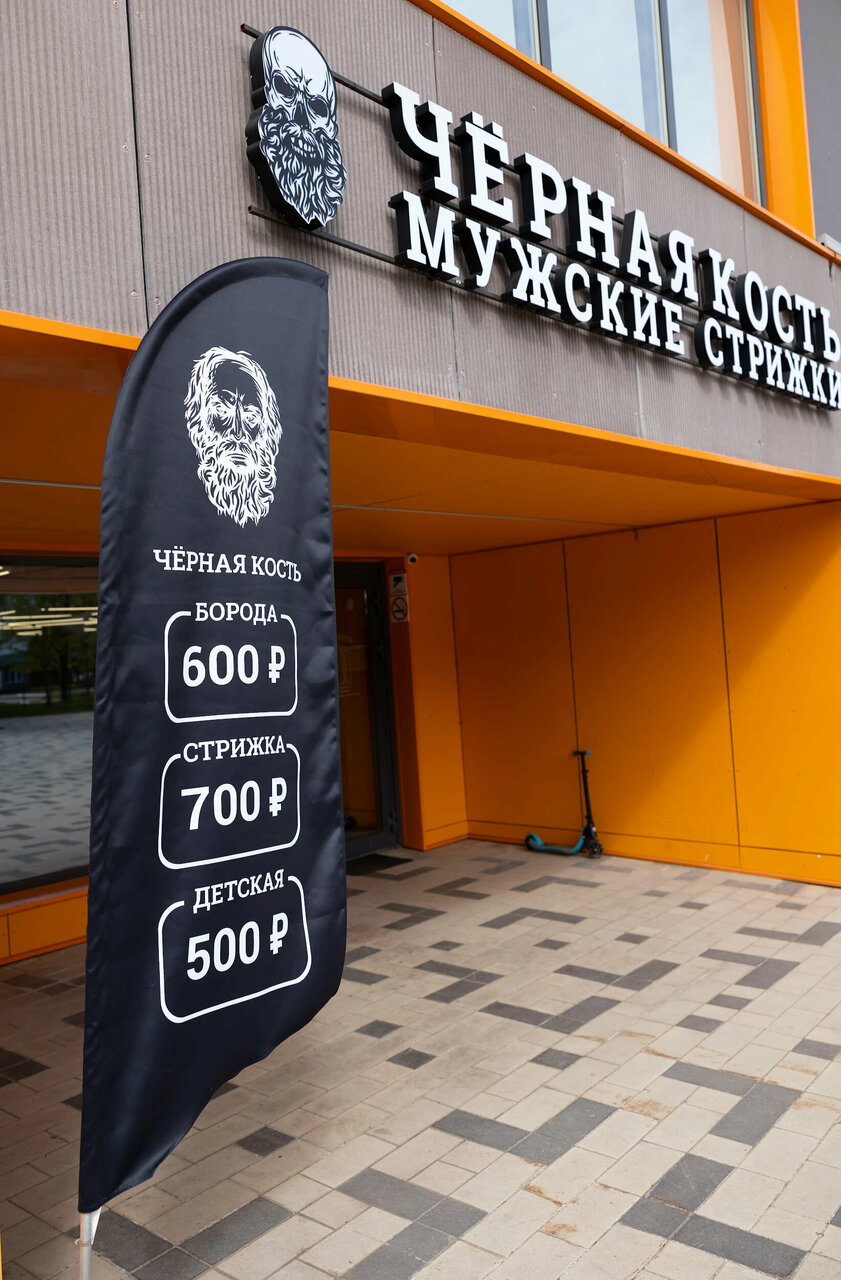 ЧЁРНАЯ КОСТЬ
МУЖСКИЕ СТРИЖКИ
ЧЁРНАЯ КОСТЬ
БОРОДА
600 ₽
СТРИЖКА
700 ₽
ДЕТСКАЯ
500 ₽